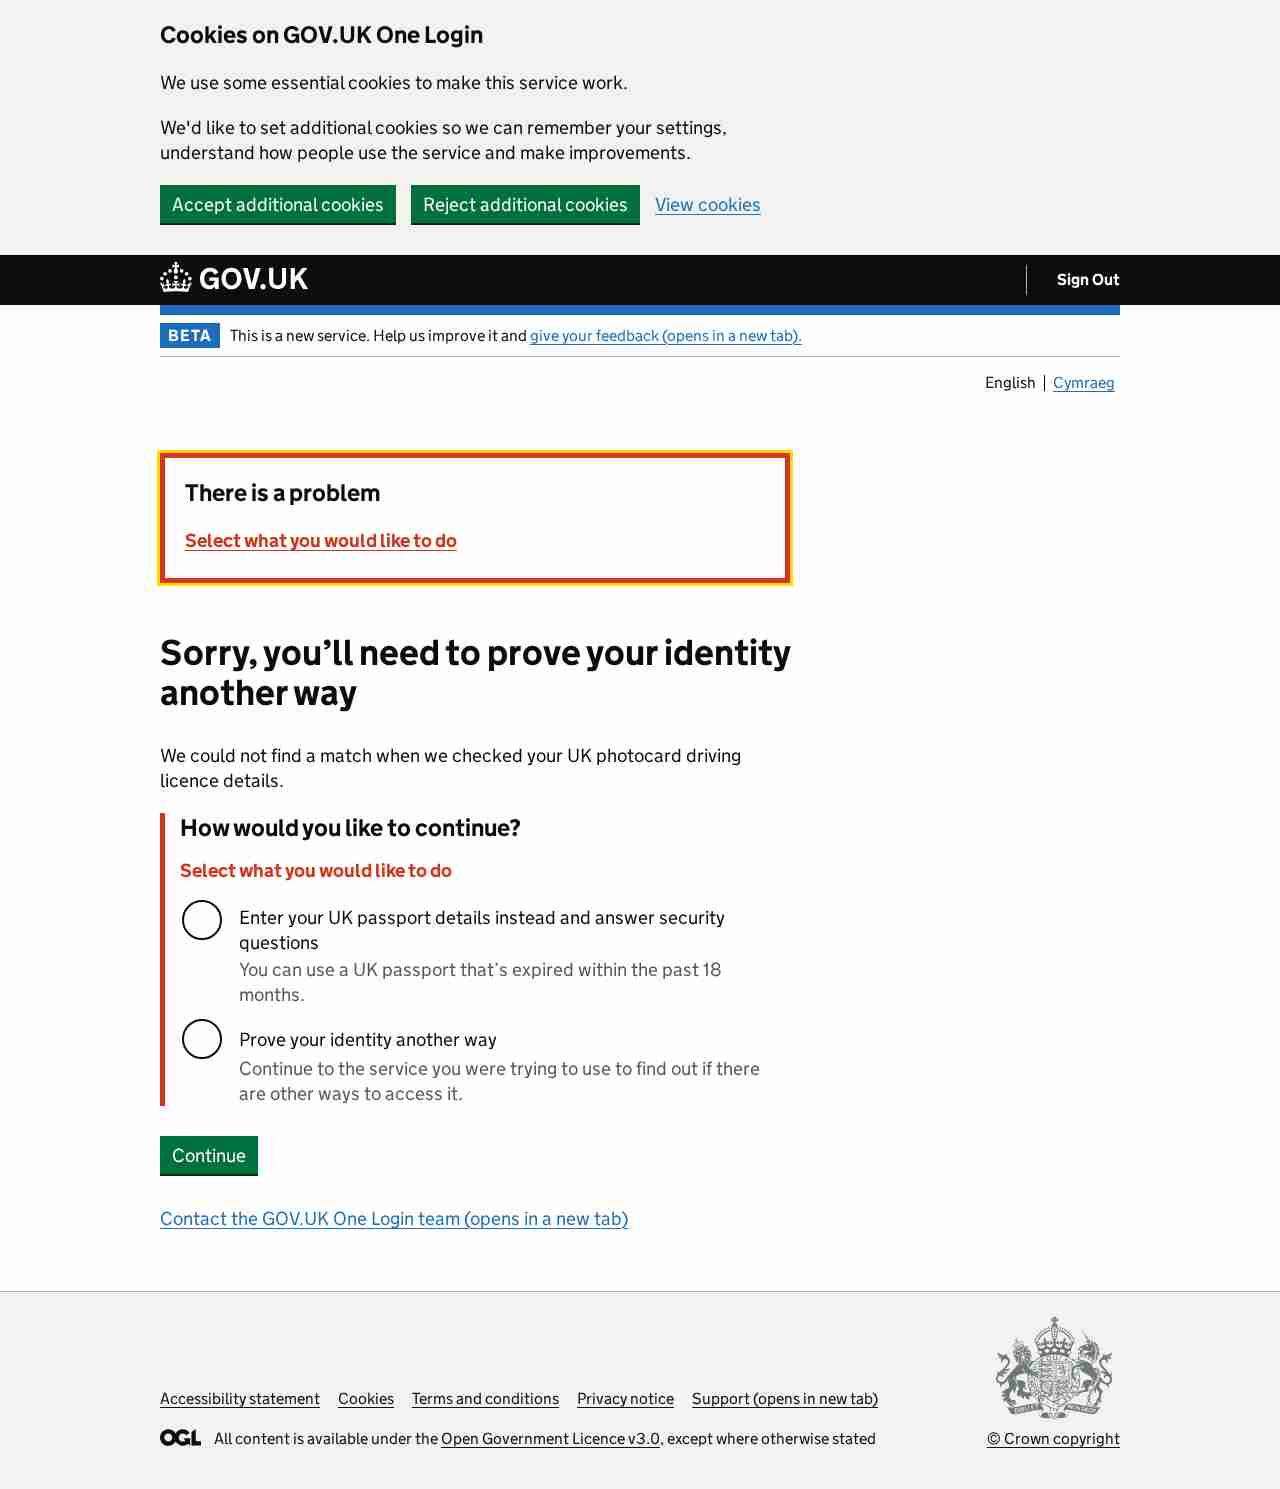 Cookies on GOV.UK One Login
We use some essential cookies to make this service work.
We'd like to set additional cookies so we can remember your settings,
understand how people use the service and make improvements.
Accept additional cookies Reject additional cookies View cookies
GOV.UK Sign Out
BETA This is a new service. Help us improve it and give your feedback (opens in a new tab).
English Cymraeg
There is a problem
Select what you would like to do
Sorry, you’ll need to prove your identity
another way
We could not find a match when we checked your UK photocard driving
licence details.
How would you like to continue?
Select what you would like to do
Enter your UK passport details instead and answer security
questions
You can use a UK passport that’s expired within the past 18
months.
Prove your identity another way
Continue to the service you were trying to use to find out if there
are other ways to access it.
Continue
Contact the GOV.UK One Login team (opens in a new tab)
Accessibility statement Cookies Terms and conditions Privacy notice Support (opens in new tab)
OGL All content is available under the Open Government Licence v3.0, except where otherwise stated
© Crown copyright